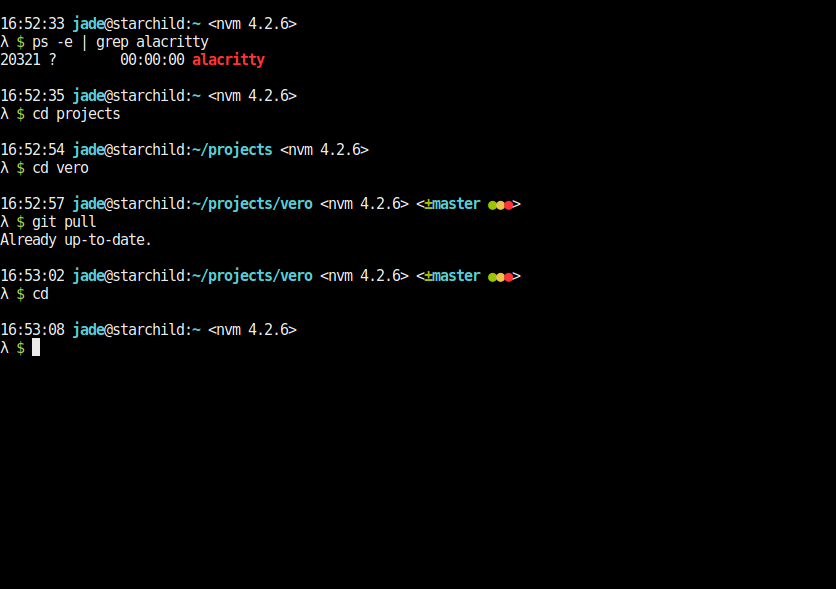 16:52:33 jade@starchild:~ <nvm 4.2.6>
λ $ ps -e | grep alacritty
20321 ?        00:00:00 alacritty
16:52:35 jade@starchild:~ <nvm 4.2.6>
λ $ cd projects
16:52:54 jade@starchild:~/projects <nvm 4.2.6>
λ $ cd vero
16:52:57 jade@starchild:~/projects/vero <nvm 4.2.6> <±master ●●●>
λ $ git pull
Already up-to-date.
16:53:02 jade@starchild:~/projects/vero <nvm 4.2.6> <±master ●●●>
λ $ cd
16:53:08 jade@starchild:~ <nvm 4.2.6>
λ $